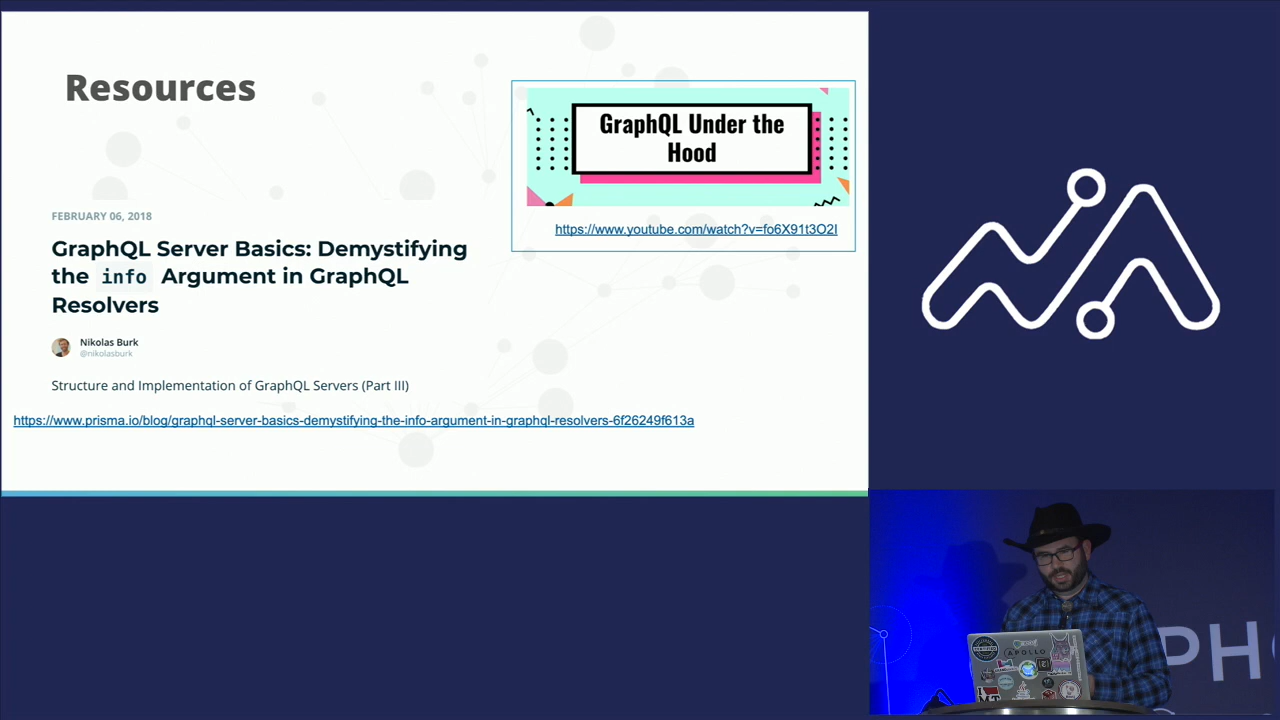 Resources
GraphQL Under the
Hood
https://www.youtube.com/watch?v=fo6X91t3O2I
FEBRUARY 06, 2018
GraphQL Server Basics: Demystifying
the info Argument in GraphQL
Resolvers
Nikolas Burk
@nikolasburk
Structure and Implementation of GraphQL Servers (Part III)
https://www.prisma.io/blog/graphql-server-basics-demystifying-the-info-argument-in-graphql-resolvers-6f26249f613a
APOLLO
PH